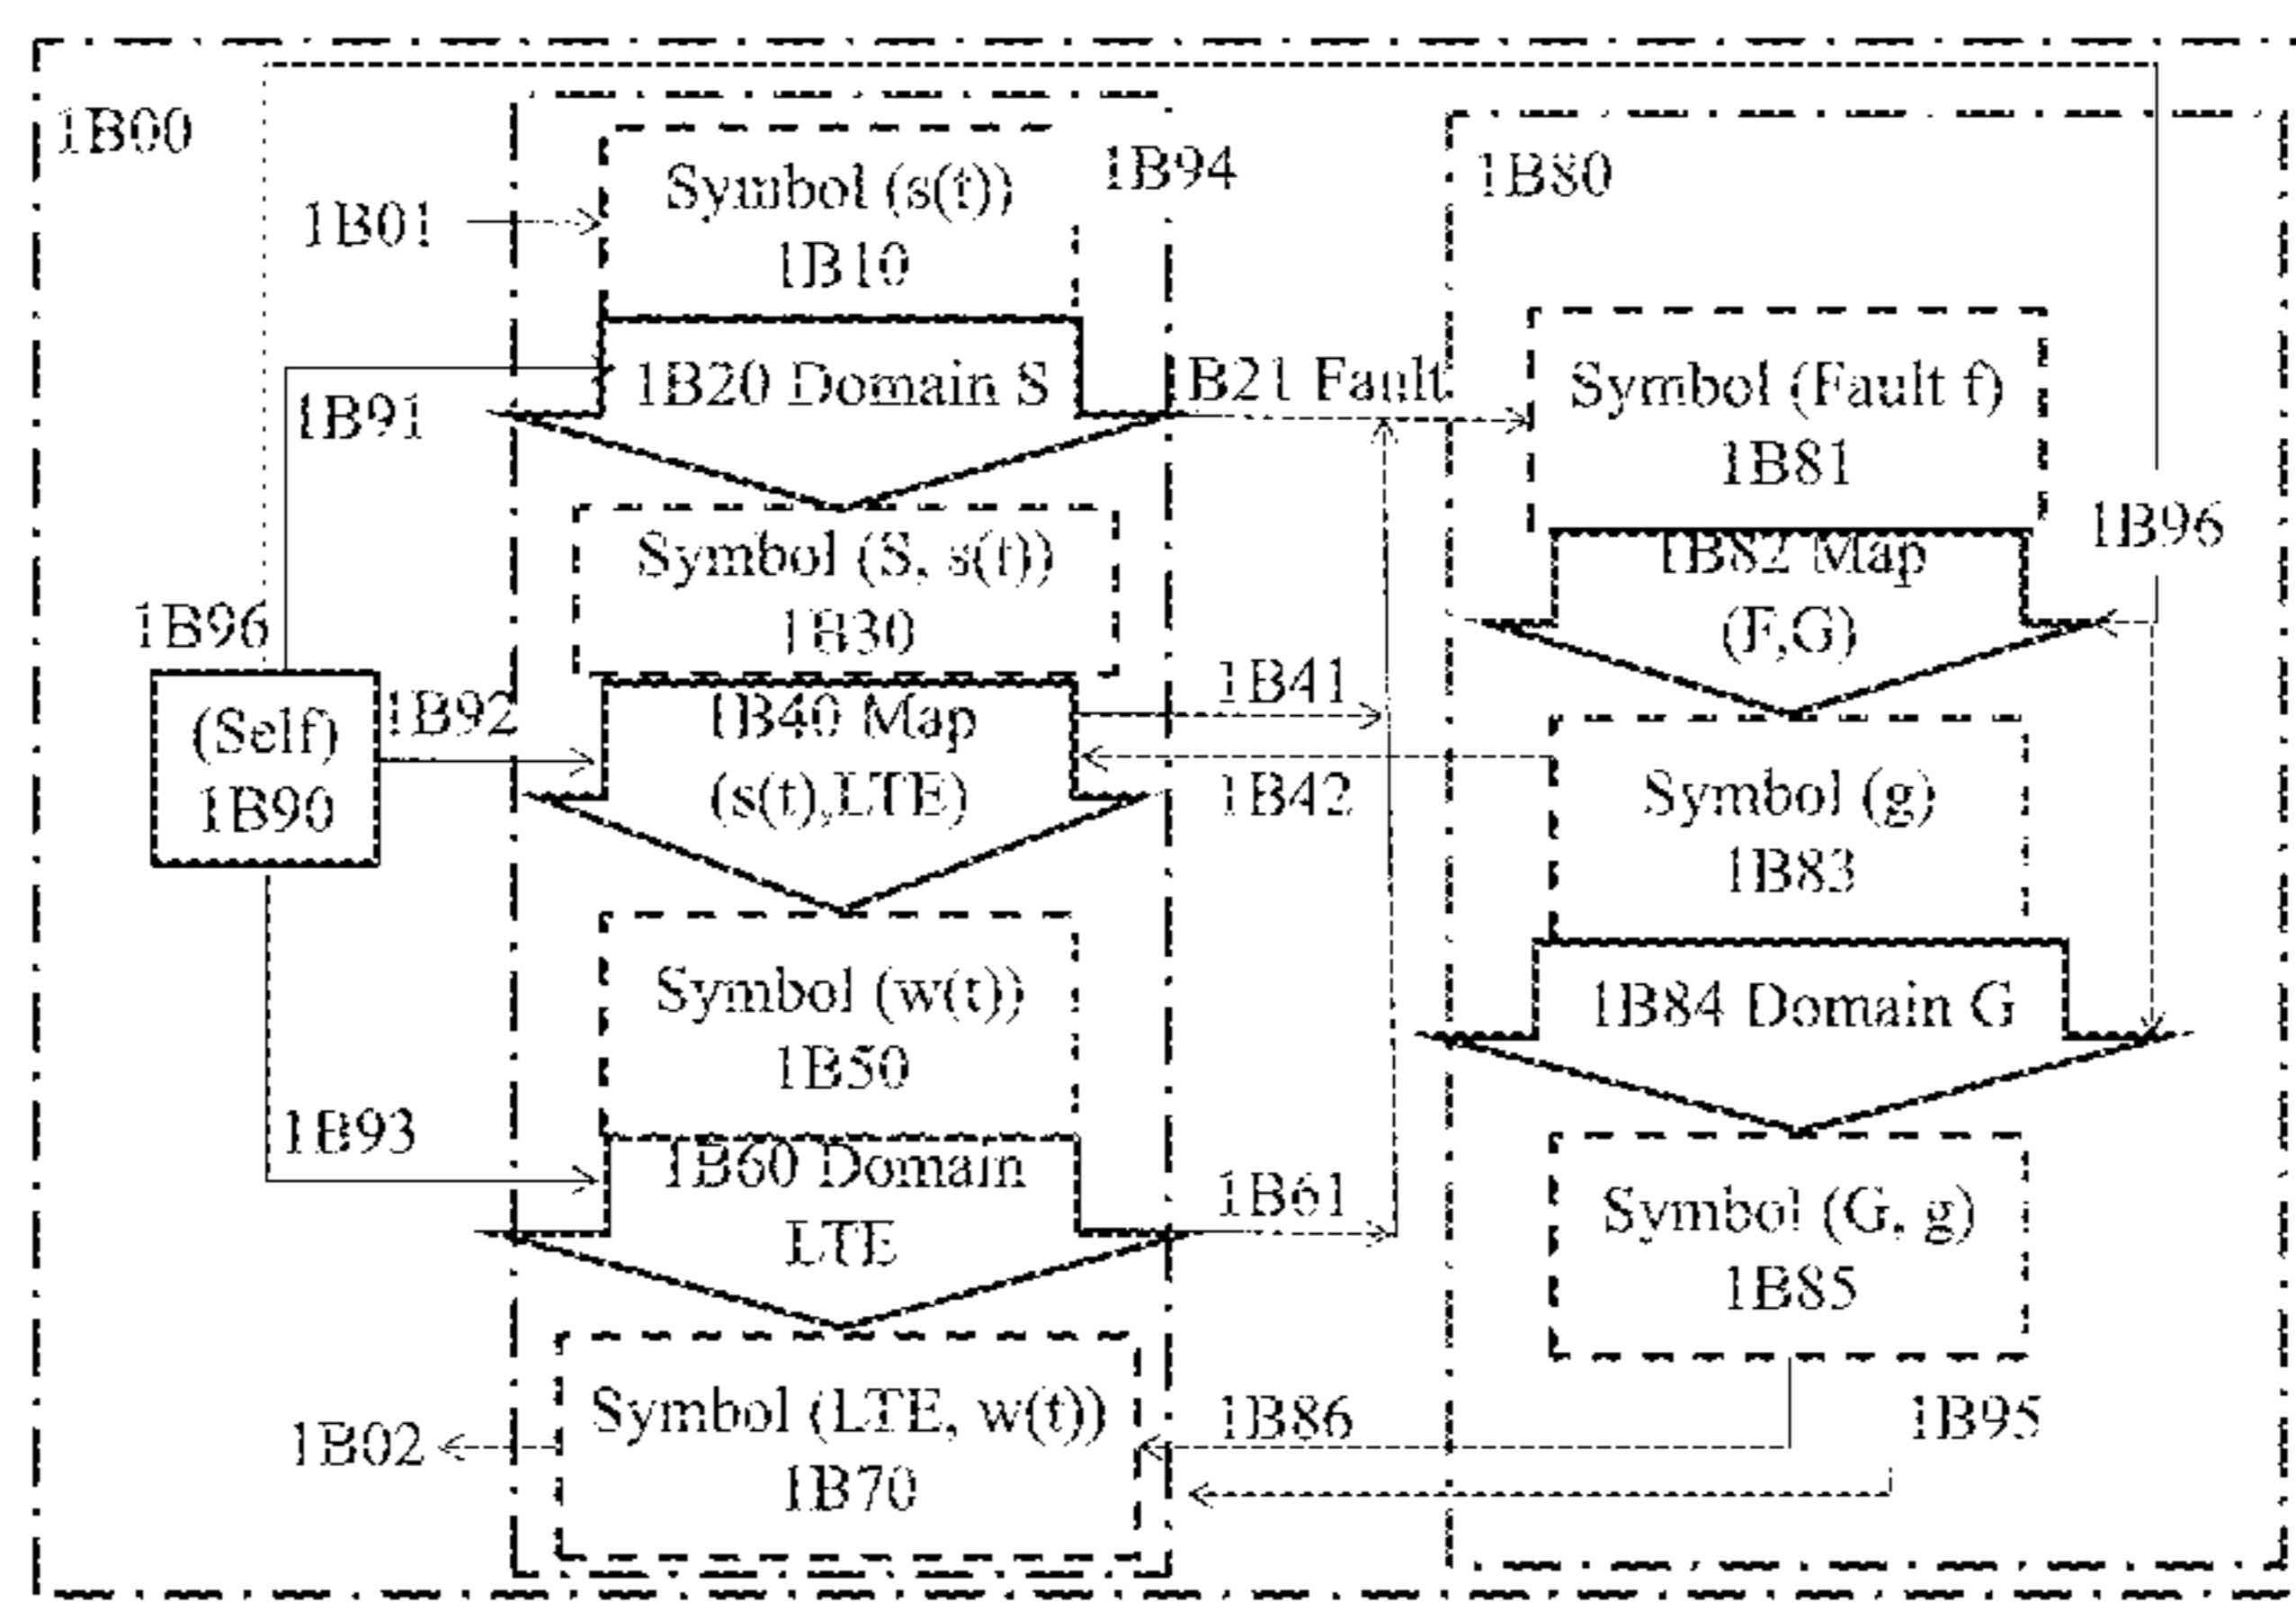 1B00
Symbol (s(t))
1B10
1B94
1B80
1B01
1B20 Domain S
B21 Fault
Symbol (Fault f)
1B81
1B91
1B96
Symbol (S, s(t))
1B30
1B82 Map
(F,G)
1B96
(Self)
1B90
1B92
1B40 Map
(s(t),LTE)
1B41
1B42
Symbol (g)
1B83
Symbol (w(t))
1B50
1B84 Domain G
1B93
1B60 Domain
LTE
1B61
Symbol (G, g)
1B85
1B02
Symbol (LTE, w(t))
1B70
1B86
1B95